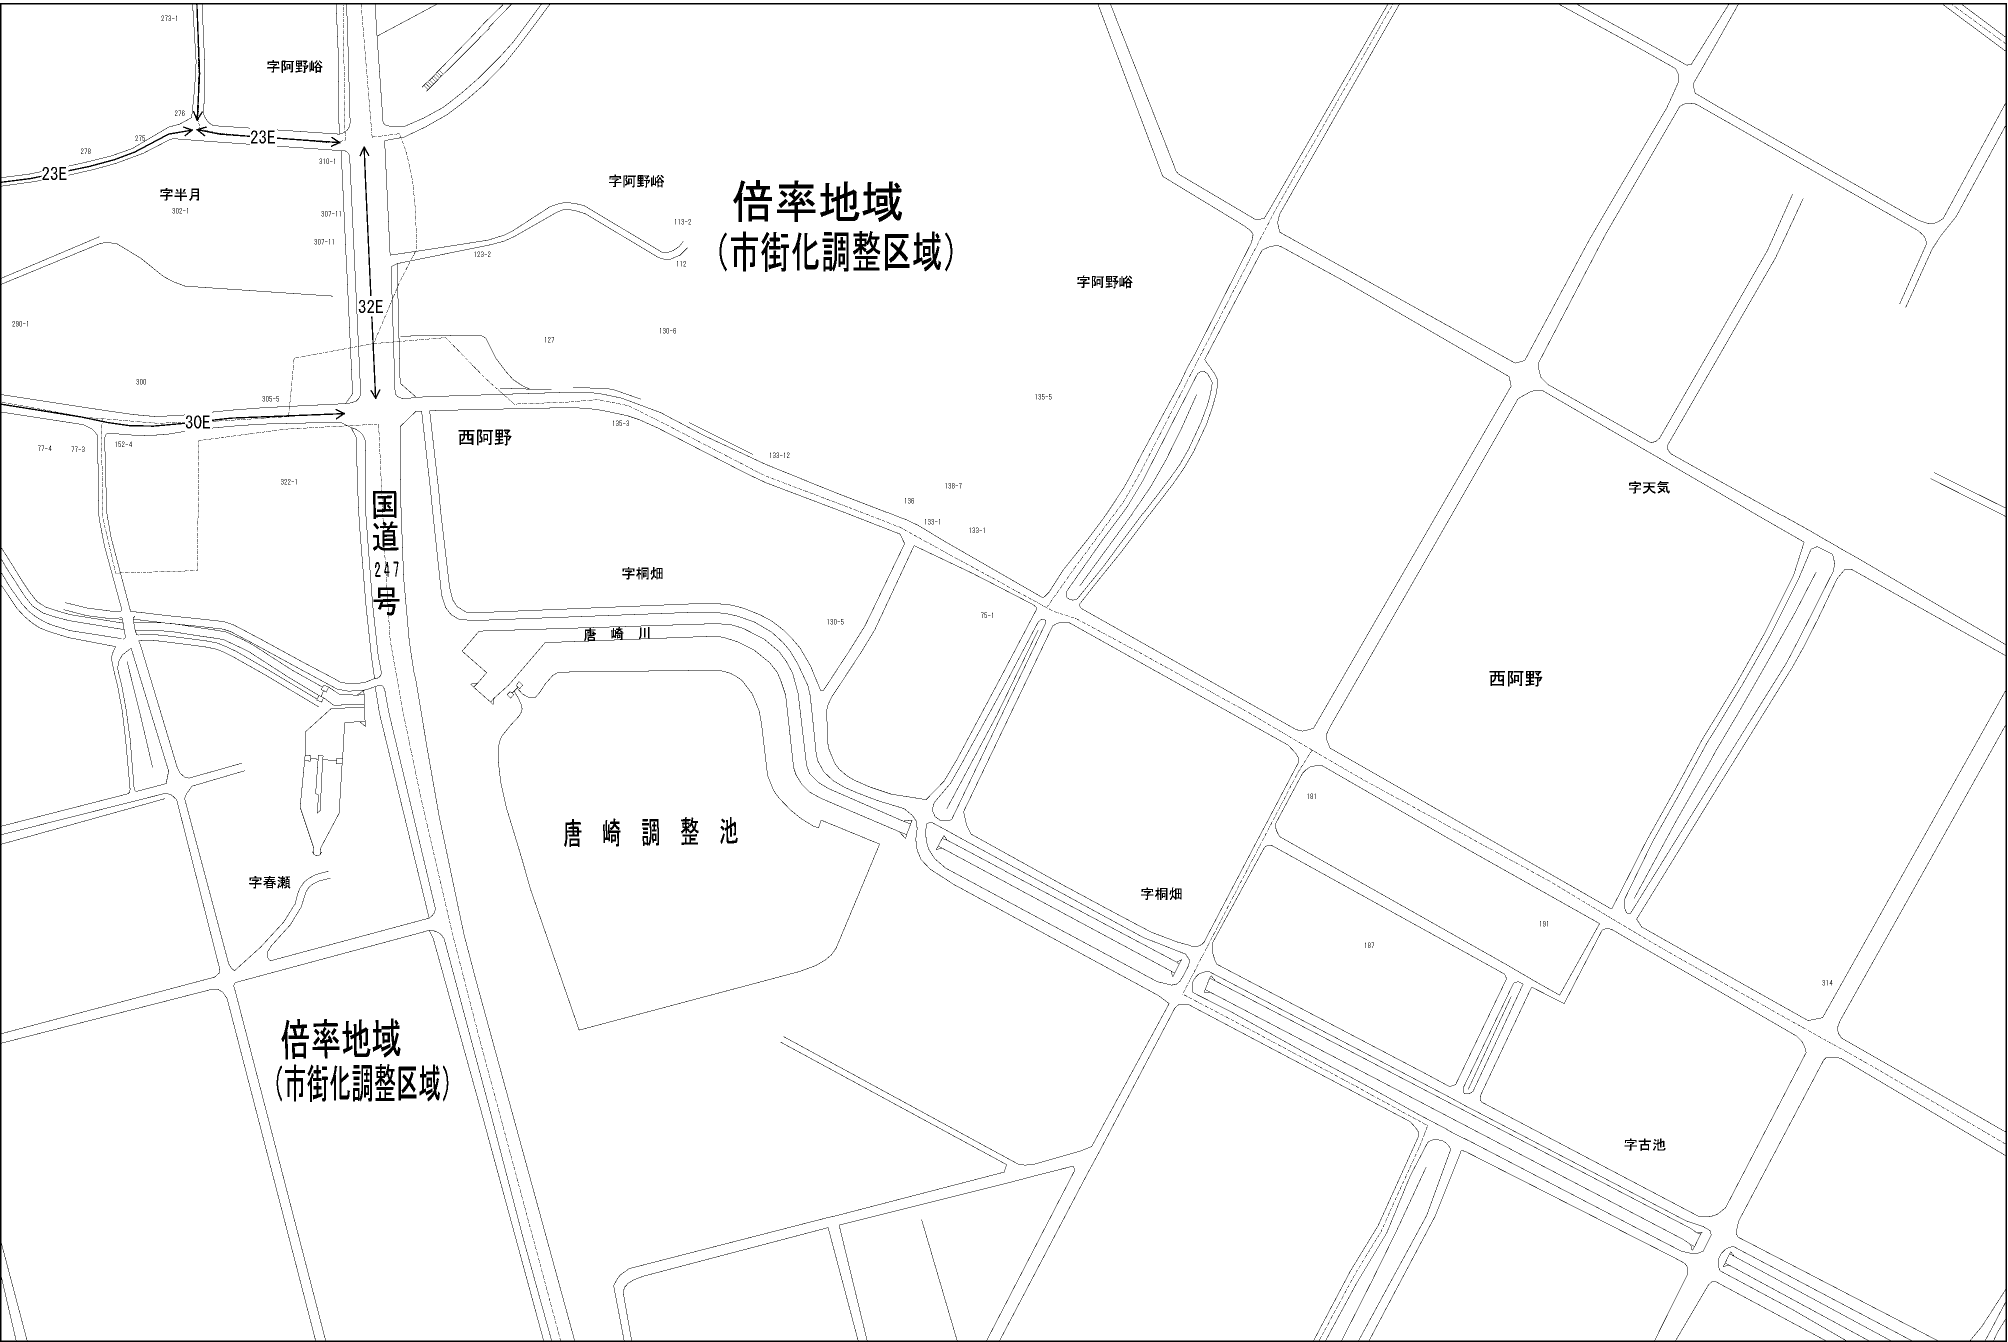 273-1
字阿野峪
276
275
23E
278
310-1
23E
字半月
302-1
字阿野峪
倍率地域
307-11
113-2
307-11
(市街化調整区域)
123-2
112
字阿野峪
32E
290-1
130-6
127
300
305-5
135-5
30E
135-3
西阿野
152-4
77-4
77-3
133-12
322-1
138-7
字天気
136
国道247号
133-1
133-1
字桐畑
75-1
130-5
唐崎川
西阿野
181
唐崎調整池
字春瀬
字桐畑
191
187
314
倍率地域
(市街化調整区域)
字古池